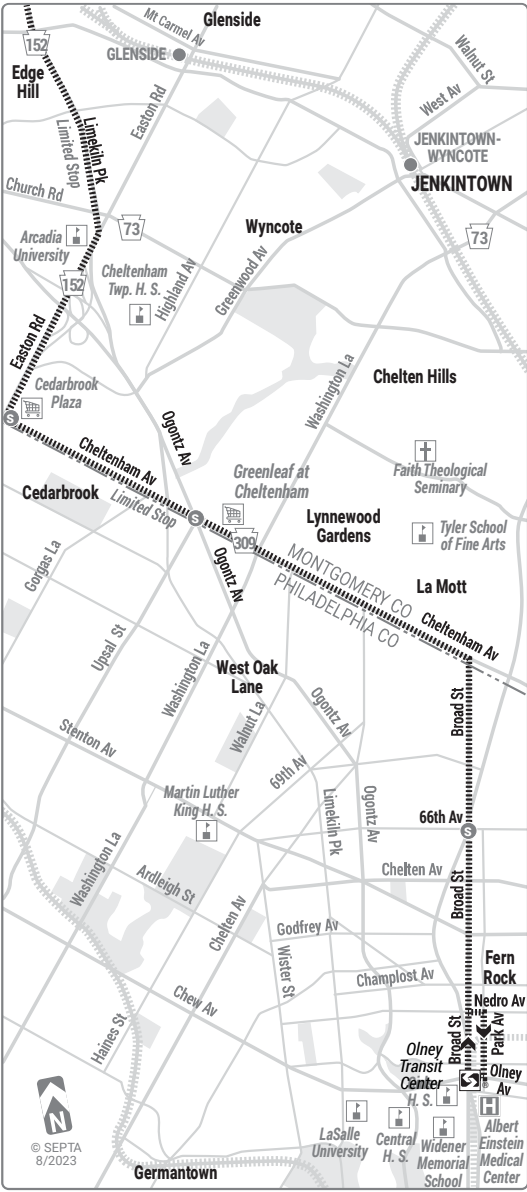 Glenside
Mt Carmel Av
152
GLENSIDE
Walnut St
Edge
Hill
West Av
Easton Rd
Limekiln Pk
Limited Stop
JENKINTOWN-
WYNCOTE
JENKINTOWN
Church Rd
73
Wyncote
73
Arcadia
University
Cheltenham
Twp. H. S.
Highland Av
Greenwood Av
152
Easton Rd
Washington La
Chelten Hills
Cedarbrook
Plaza
S
Ogontz Av
Cheltenham Av
Limited Stop
Greenleaf at
Cheltenham
Faith Theological
Seminary
Cedarbrook
S
Lynnewood
Gardens
Tyler School
of Fine Arts
309
MONTGOMERY CO
PHILADELPHIA CO
Gorgas La
Ogontz Av
La Mott
Cheltenham Av
Upsal St
Washington La
West Oak
Lane
Ogontz Av
Broad St
Walnut La
Stenton Av
69th Av
Martin Luther
King H. S.
Limekiln Pk
Ogontz Av
66th Av
S
Washington La
Ardleigh St
Chelten Av
Chelten Av
Broad St
Godfrey Av
Wister St
Fern
Rock
Champlost Av
Chew Av
Nedro Av
Haines St
Broad St
Park Av
Olney
Transit
Center
Olney
Av
H. S.
H
N
LaSalle
University
Central
H. S.
Widener
Memorial
School
Albert
Einstein
Medical
Center
© SEPTA
8/2023
Germantown